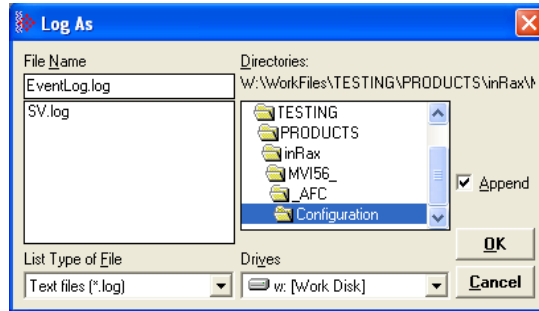 Log As
File Name
EventLog.log
SV.log
List Type of File
Text files (*.log)
Directories:
W:\WorkFiles\TESTING\PRODUCTS\inRax\
TESTING
PRODUCTS
inRax
MVI56_
_AFC
Configuration
Drives
w: [Work Disk]
Append
OK
Cancel